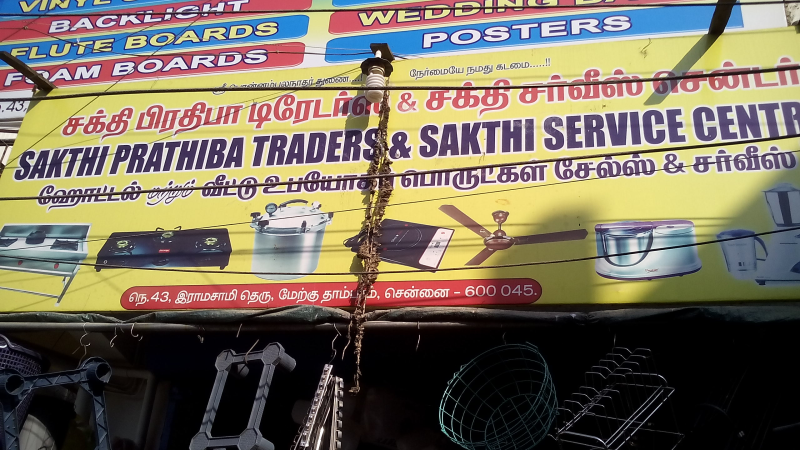 VINYL
BACKLIGHT
FLUTE BOARDS
FOAM BOARDS
WEDDING
POSTERS
நேர்மையே நமது கடமை.....!!
சக்தி பிரதிபா டிரேடர்ஸ் & சக்தி சர்வீஸ் சென்டர்
SAKTHI PRATHIBA TRADERS & SAKTHI SERVICE CENTR
ஹோட்டல் மற்றும் வீட்டு உபயோக பொருட்கள் சேல்ஸ் & சர்வீஸ்
நெ.43, இராமசாமி தெரு, மேற்கு தாம்பரம், சென்னை - 600 045.